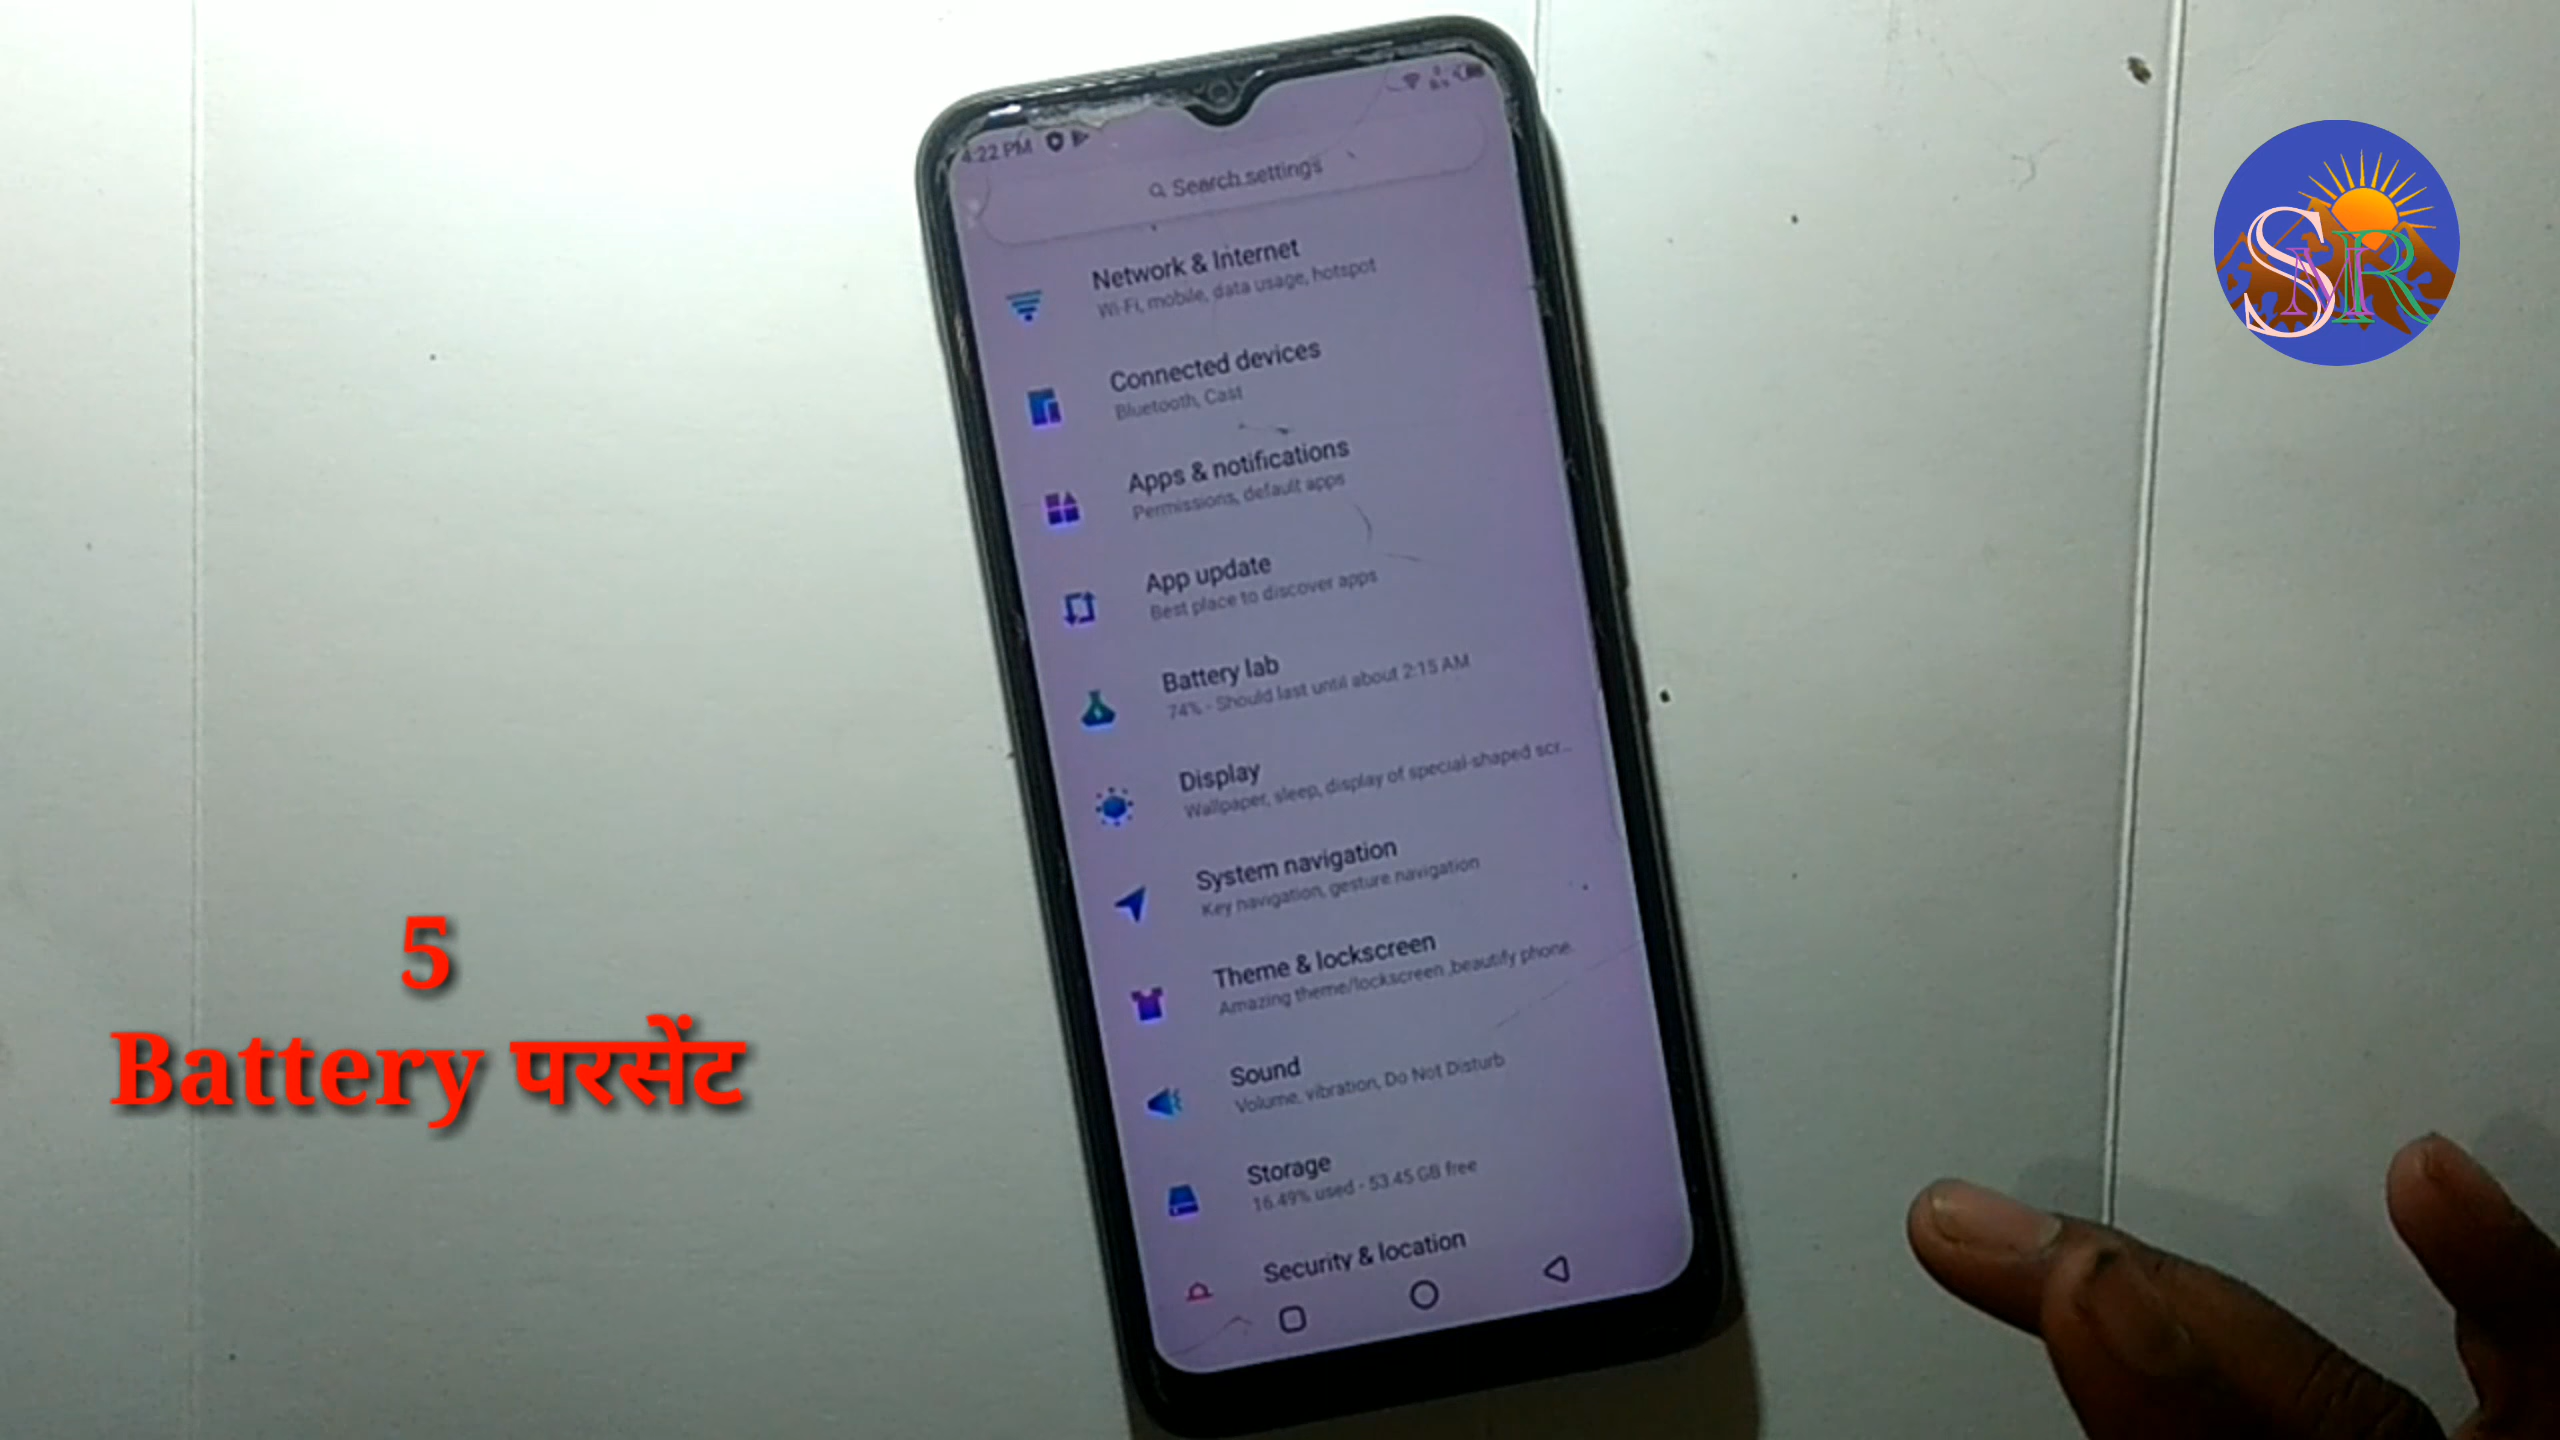 4:22 PM
Search settings
Network & Internet
Wi-Fi, mobile, data usage, hotspot
Connected devices
Bluetooth, Cast
Apps & notifications
Permissions, default apps
App update
Best place to discover apps
Battery lab
74% - Should last until about 2:15 AM
Display
Wallpaper, sleep, display of special-shaped scr...
System navigation
Key navigation, gesture navigation
Theme & lockscreen
Amazing theme/lockscreen ,beautify phone.
Sound
Volume, vibration, Do Not Disturb
Storage
16.49% used - 53.45 GB free
Security & location
5
Battery परसेंट
SMR